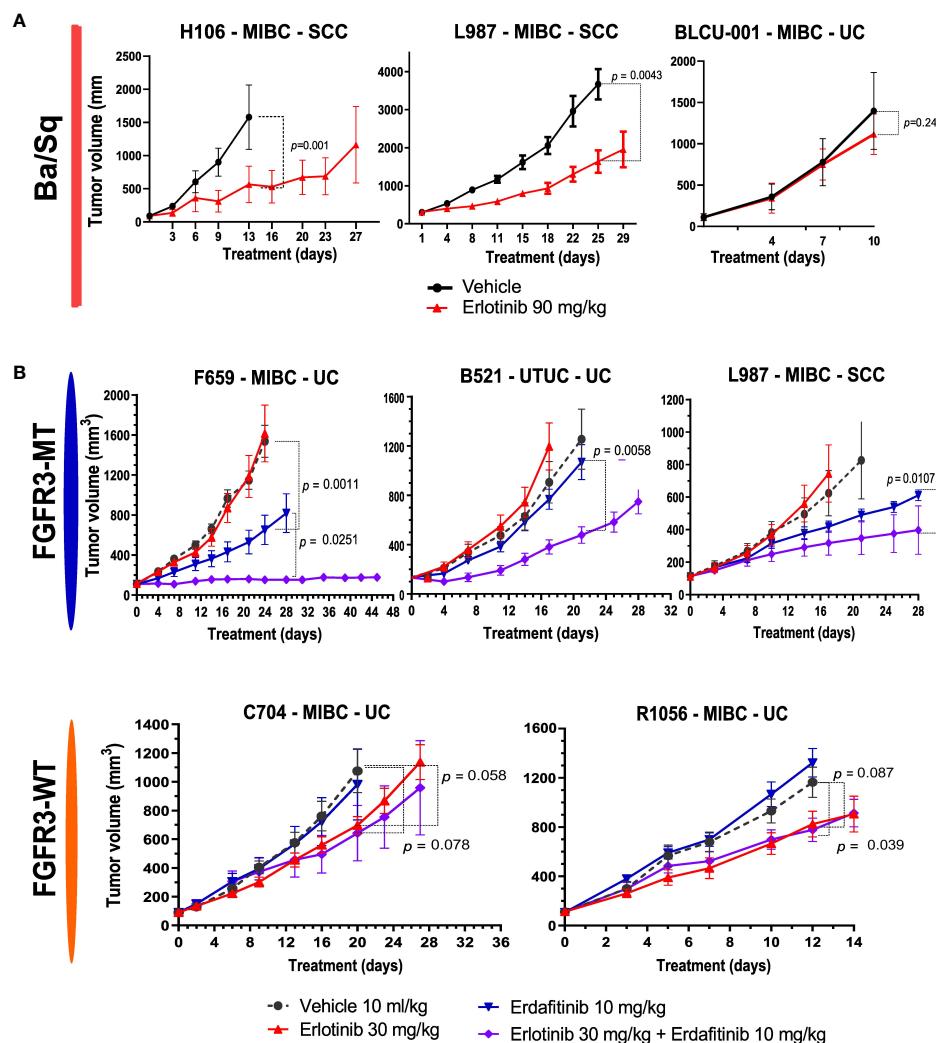 A
Ba/Sq
H106 - MIBC - SCC
Tumor volume (mm
2500
2000
1500
1000
500
0
p=0.001
3 6 9 13 16 20 23 27
Treatment (days)
L987 - MIBC - SCC
4000
3000
2000
1000
0
p = 0.0043
1 4 8 11 15 18 22 25 29
Treatment (days)
BLCU-001 - MIBC - UC
2000
1500
1000
500
0
p=0.24
4 7 10
Treatment (days)
Vehicle
Erlotinib 90 mg/kg
B
FGFR3-MT
F659 - MIBC - UC
Tumor volume (mm3)
2000
1600
1200
800
400
0
p = 0.0011
p = 0.0251
0 4 8 12 16 20 24 28 32 36 40 44 48
Treatment (days)
B521 - UTUC - UC
1600
1200
800
400
0
p = 0.0058
0 4 8 12 16 20 24 28 32
Treatment (days)
L987 - MIBC - SCC
1200
1000
800
600
400
200
0
p = 0.0107
0 4 8 12 16 20 24 28
Treatment (days)
FGFR3-WT
C704 - MIBC - UC
Tumor volume (mm3)
1400
1200
1000
800
600
400
200
0
p = 0.058
p = 0.078
0 4 8 12 16 20 24 28 32 36
Treatment (days)
R1056 - MIBC - UC
1600
1200
800
400
0
p = 0.087
p = 0.039
0 2 4 6 8 10 12 14
Treatment (days)
Vehicle 10 ml/kg
Erlotinib 30 mg/kg
Erdafitinib 10 mg/kg
Erlotinib 30 mg/kg + Erdafitinib 10 mg/kg